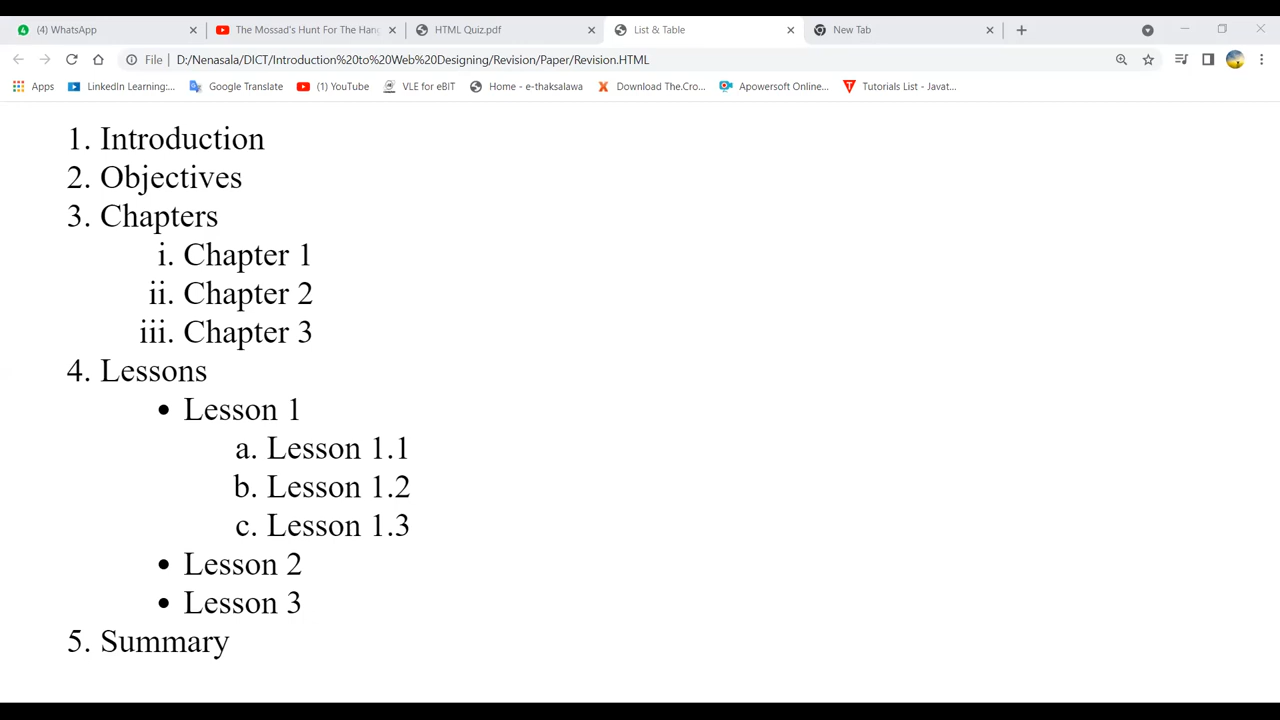 (4) WhatsApp
The Mossad's Hunt For The Han
HTML Quiz.pdf
List & Table
New Tab
File
D:/Nenasala/DICT/Introduction%20to%20Web%20Designing/Revision/Paper/Revision.HTML
Apps
LinkedIn Learning:...
Google Translate
(1) YouTube
VLE for eBIT
Home - e-thaksalawa
Download The.Cro...
Apowersoft Online...
Tutorials List - Javat...
1. Introduction
2. Objectives
3. Chapters
i. Chapter 1
ii. Chapter 2
iii. Chapter 3
4. Lessons
• Lesson 1
a. Lesson 1.1
b. Lesson 1.2
c. Lesson 1.3
• Lesson 2
• Lesson 3
5. Summary